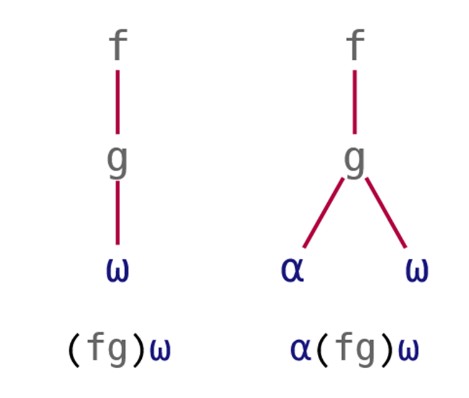 f f
g g
ω α ω
(fg)ω α(fg)ω